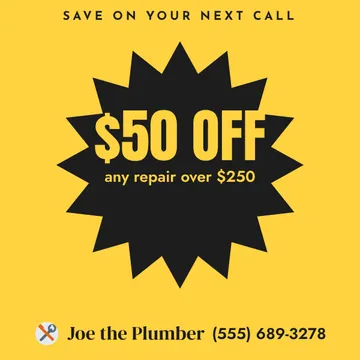 SAVE ON YOUR NEXT CALL
$50 OFF
any repair over $250
Joe the Plumber (555) 689-3278